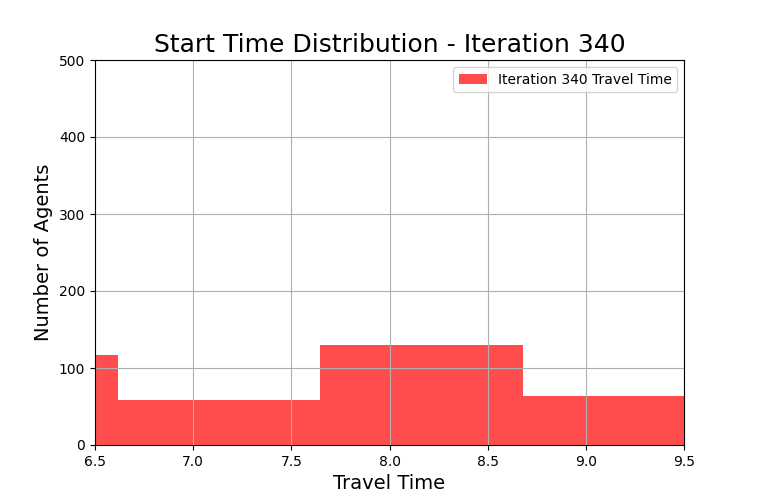 Start Time Distribution - Iteration 340
Iteration 340 Travel Time
Number of Agents
500
400
300
200
100
0
6.5 7.0 7.5 8.0 8.5 9.0 9.5
Travel Time